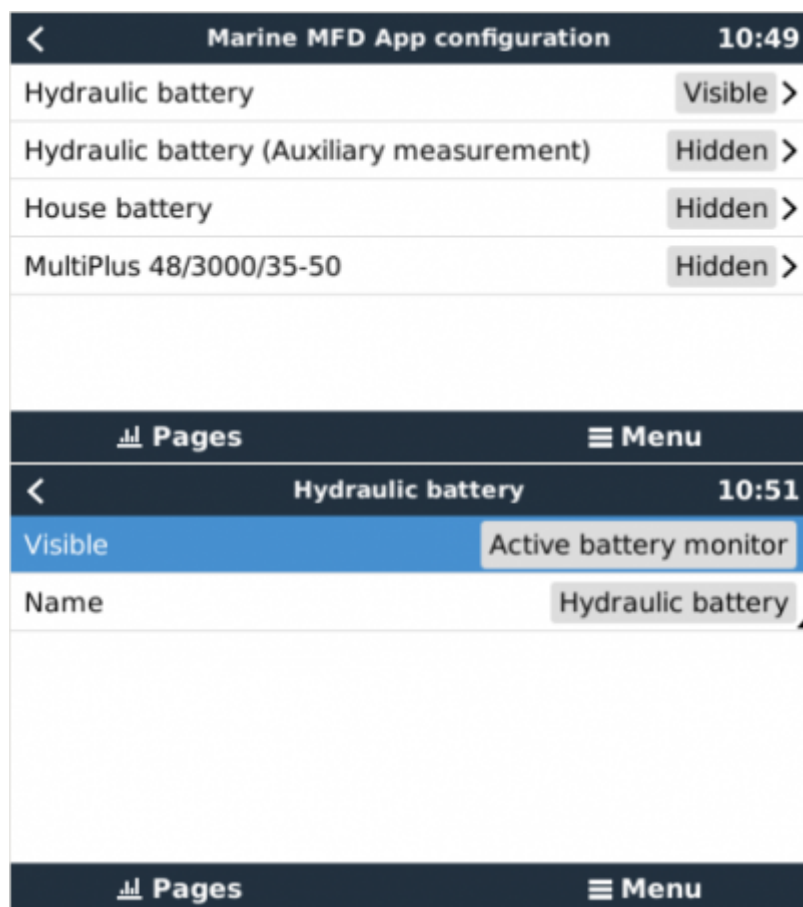 Marine MFD App configuration 10:49
Hydraulic battery Visible
Hydraulic battery (Auxiliary measurement) Hidden
House battery Hidden
MultiPlus 48/3000/35-50 Hidden
Pages Menu
Hydraulic battery 10:51
Visible Active battery monitor
Name Hydraulic battery
Pages Menu